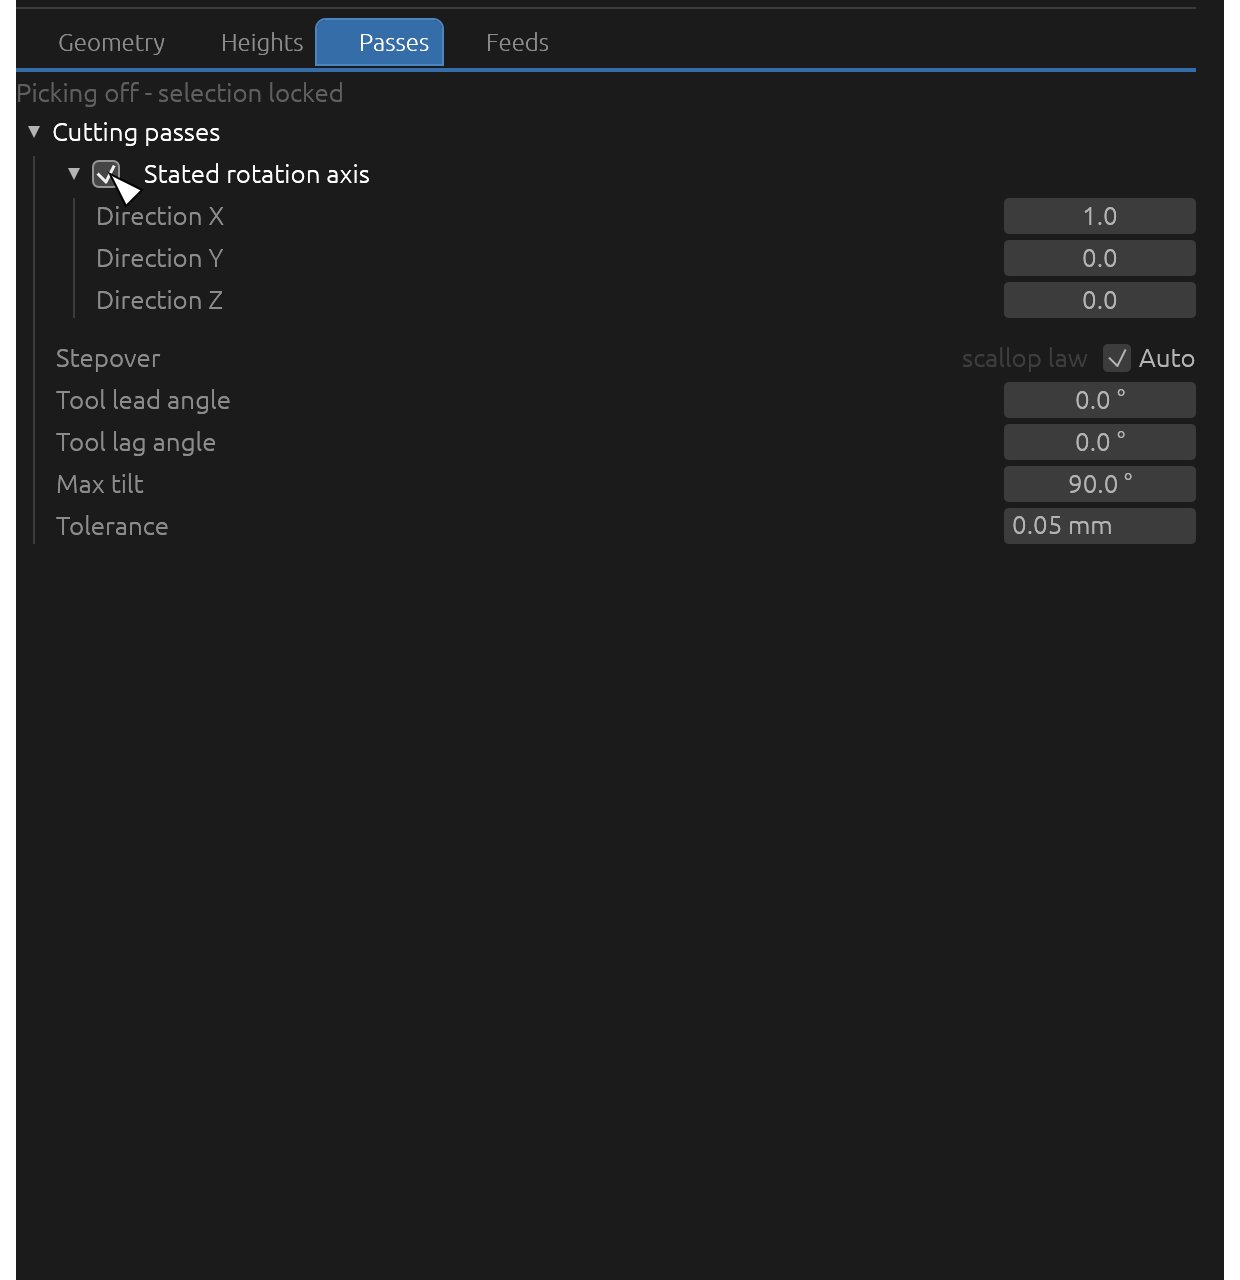 Geometry Heights Passes Feeds
Picking off - selection locked
Cutting passes
Stated rotation axis
Direction X 1.0
Direction Y 0.0
Direction Z 0.0
Stepover scallop law Auto
Tool lead angle 0.0 °
Tool lag angle 0.0 °
Max tilt 90.0 °
Tolerance 0.05 mm